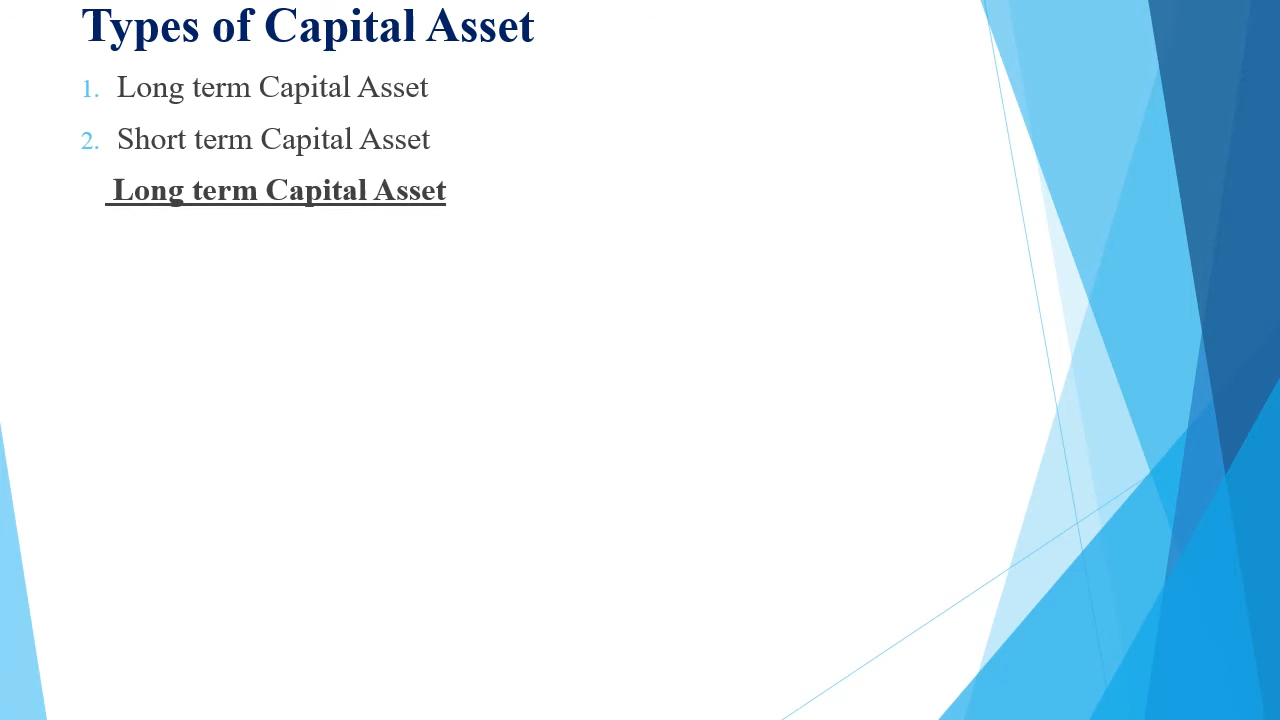 Types of Capital Asset
1. Long term Capital Asset
2. Short term Capital Asset
Long term Capital Asset